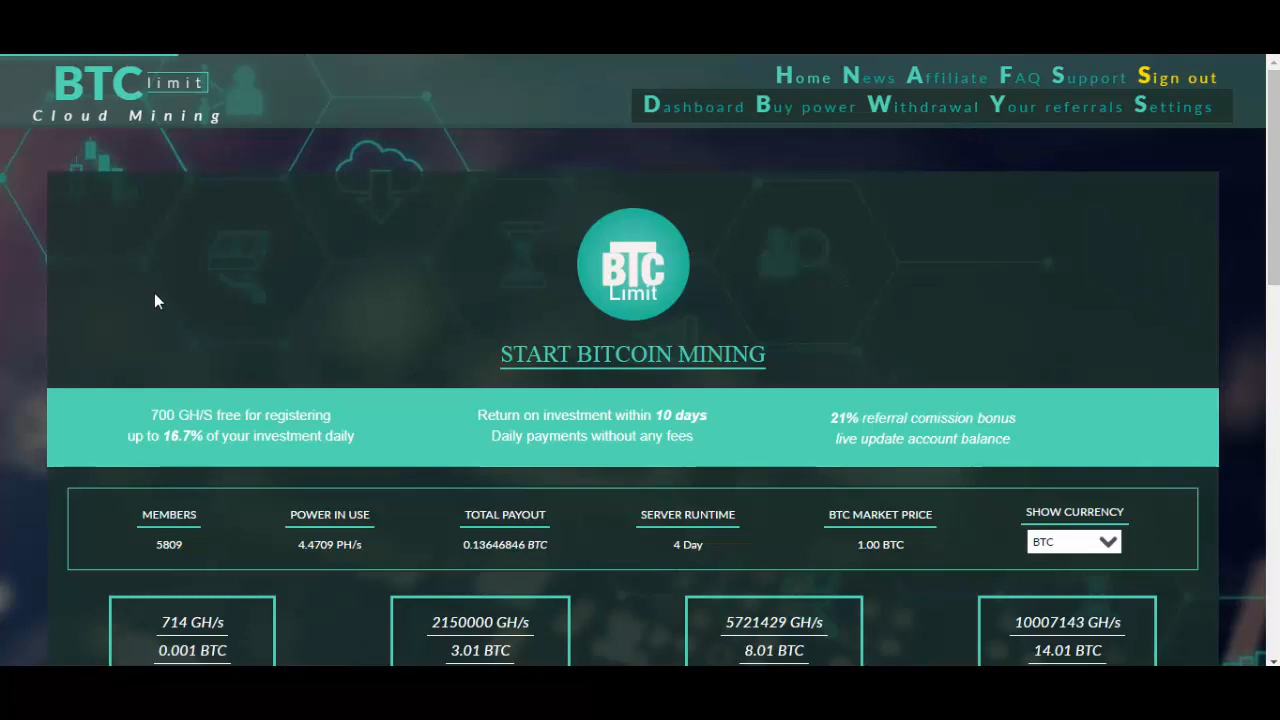 BTC limit
Cloud Mining
Home News Affiliate FAQ Support Sign out
Dashboard Buy power Withdrawal Your referrals Settings
BTC
Limit
START BITCOIN MINING
700 GH/S free for registering
up to 16.7% of your investment daily
Return on investment within 10 days
Daily payments without any fees
21% referral comission bonus
live update account balance
MEMBERS
5809
POWER IN USE
4.4709 PH/s
TOTAL PAYOUT
0.13646846 BTC
SERVER RUNTIME
4 Day
BTC MARKET PRICE
1.00 BTC
SHOW CURRENCY
BTC
714 GH/s
0.001 BTC
2150000 GH/s
3.01 BTC
5721429 GH/s
8.01 BTC
10007143 GH/s
14.01 BTC